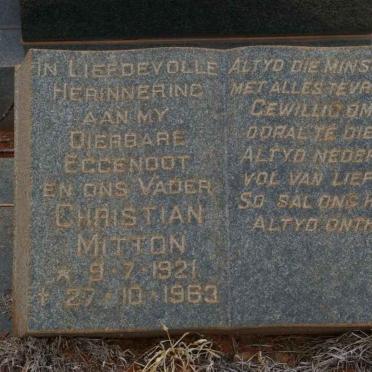 IN LIEFDEVOLLE
HERINNERING
AAN MY
DIERBARE
EGGENOOT
EN ONS VADER
CHRISTIAN
MITTON
* 9-7-1921
† 27-10-1963
ALTYD DIE MINS
MET ALLES TEVR
GEWILLIG OM
OORAL TE DIE
ALTYD NEDER
VOL VAN LIEF
SO SAL ONS H
ALTYD ONTH